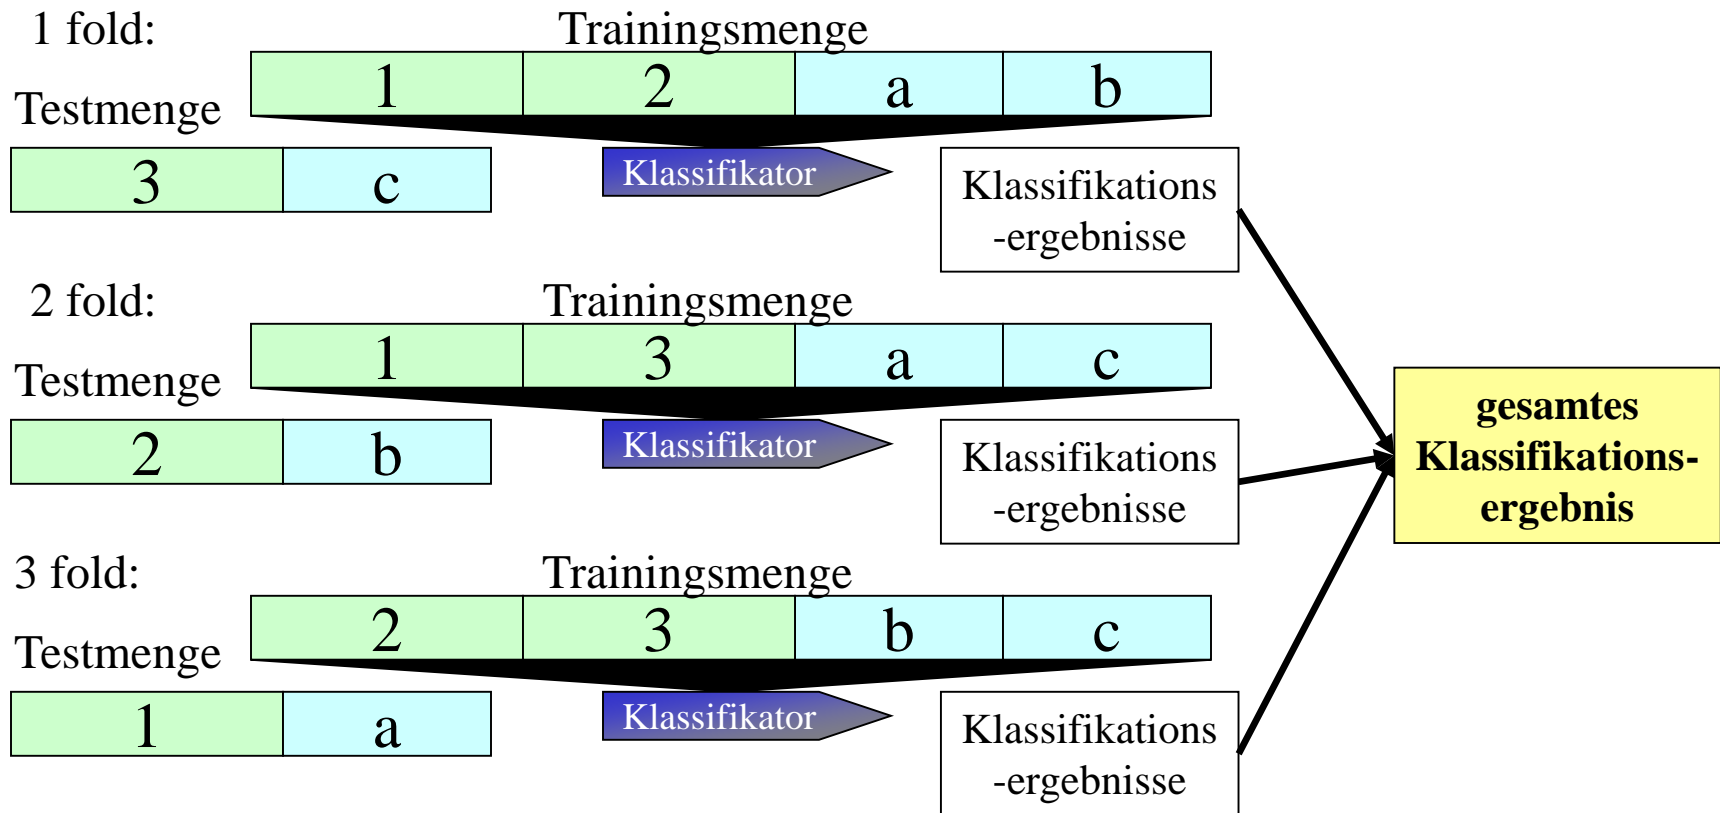 1 fold:
Trainingsmenge
1 2 a b
Testmenge
3 c
Klassifikator
Klassifikations
-ergebnisse
2 fold:
Trainingsmenge
1 3 a c
Testmenge
2 b
Klassifikator
Klassifikations
-ergebnisse
gesamtes
Klassifikations-
ergebnis
3 fold:
Trainingsmenge
2 3 b c
Testmenge
1 a
Klassifikator
Klassifikations
-ergebnisse